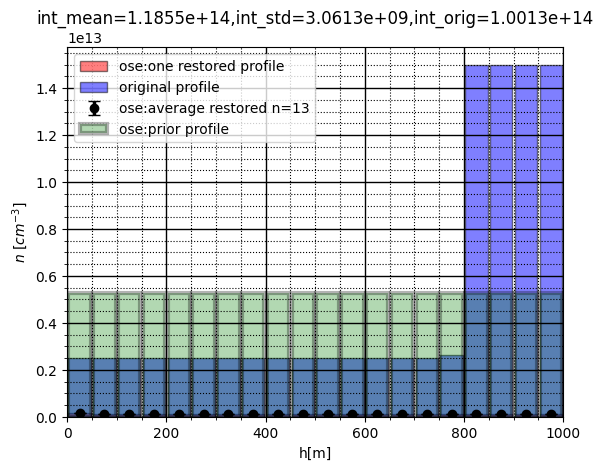 int_mean=1.1855e+14,int_std=3.0613e+09,int_orig=1.0013e+14
1e13
ose:one restored profile
original profile
ose:average restored n=13
ose:prior profile
1.4
1.2
1.0
0.8
0.6
0.4
0.2
0.0
n [cm⁻³]
0 200 400 600 800 1000
h[m]